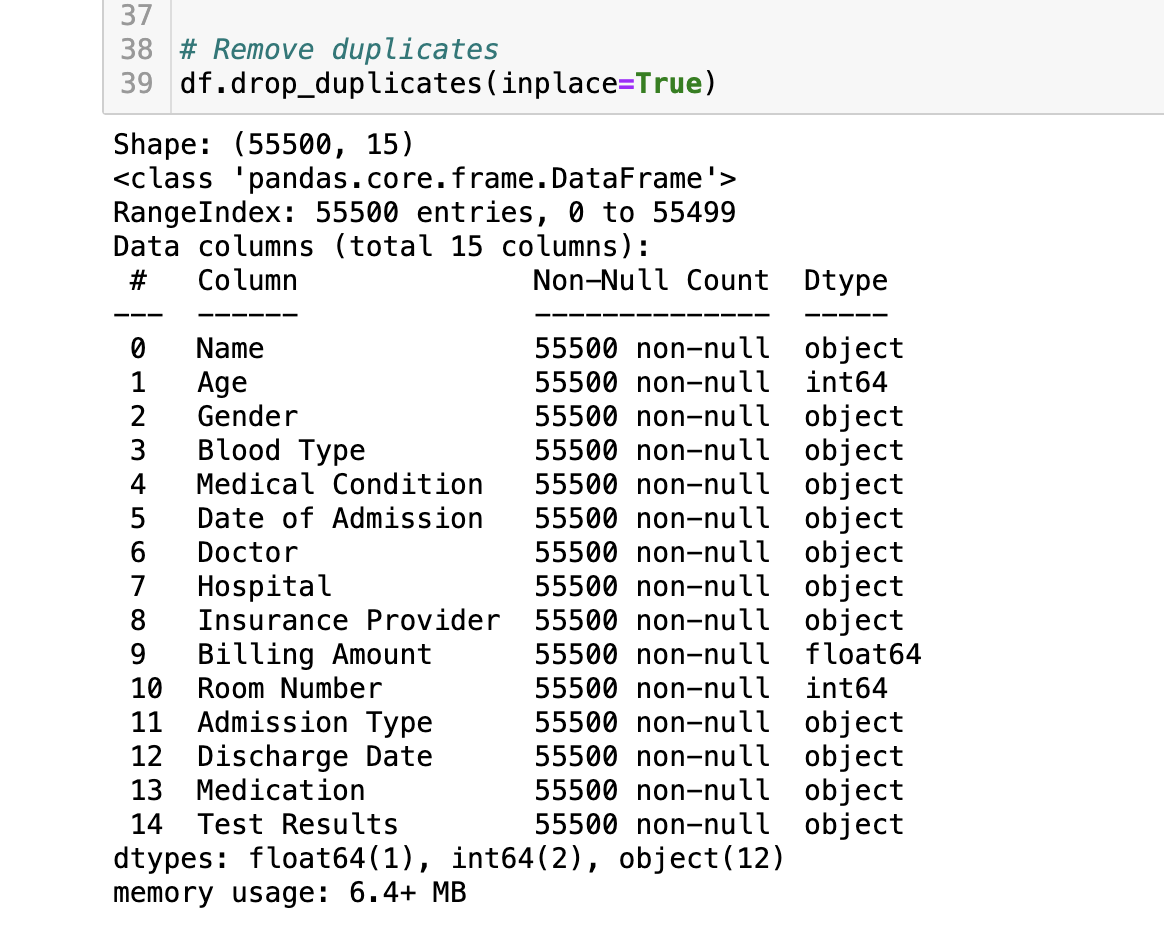 37
38 # Remove duplicates
39 df.drop_duplicates(inplace=True)
Shape: (55500, 15)
<class 'pandas.core.frame.DataFrame'>
RangeIndex: 55500 entries, 0 to 55499
Data columns (total 15 columns):
 #   Column              Non-Null Count  Dtype
---  ------              --------------  -----
 0   Name                55500 non-null  object
 1   Age                 55500 non-null  int64
 2   Gender              55500 non-null  object
 3   Blood Type          55500 non-null  object
 4   Medical Condition   55500 non-null  object
 5   Date of Admission   55500 non-null  object
 6   Doctor              55500 non-null  object
 7   Hospital            55500 non-null  object
 8   Insurance Provider  55500 non-null  object
 9   Billing Amount      55500 non-null  float64
 10  Room Number         55500 non-null  int64
 11  Admission Type      55500 non-null  object
 12  Discharge Date      55500 non-null  object
 13  Medication          55500 non-null  object
 14  Test Results        55500 non-null  object
dtypes: float64(1), int64(2), object(12)
memory usage: 6.4+ MB